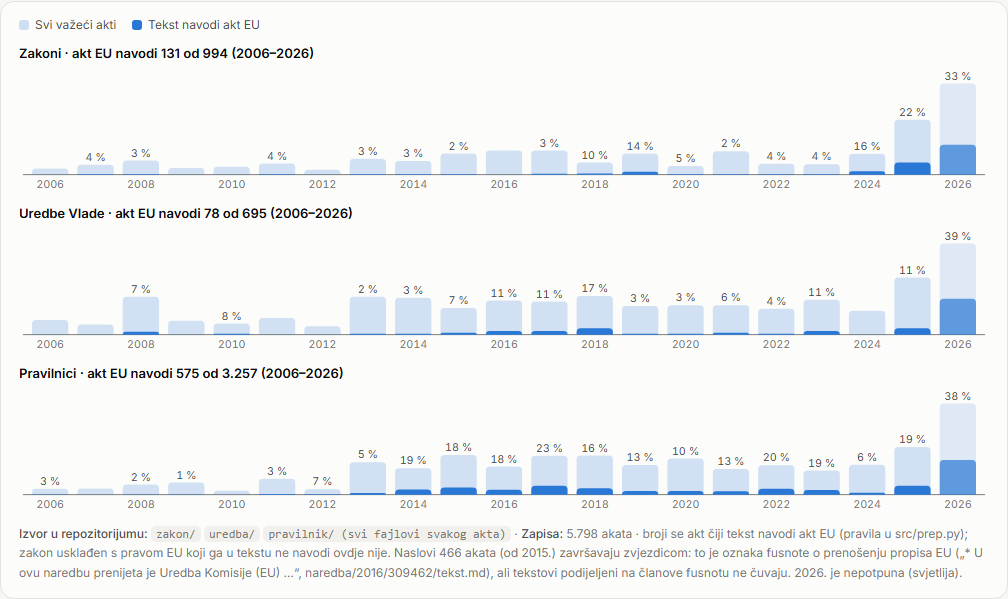 Svi važeći akti Tekst navodi akt EU
Zakoni · akt EU navodi 131 od 994 (2006–2026)
4 % 3 % 4 % 3 % 3 % 2 % 3 % 10 % 14 % 5 % 2 % 4 % 4 % 16 % 22 % 33 %
2006 2008 2010 2012 2014 2016 2018 2020 2022 2024 2026
Uredbe Vlade · akt EU navodi 78 od 695 (2006–2026)
7 % 8 % 2 % 3 % 7 % 11 % 11 % 17 % 3 % 3 % 6 % 4 % 11 % 11 % 39 %
2006 2008 2010 2012 2014 2016 2018 2020 2022 2024 2026
Pravilnici · akt EU navodi 575 od 3.257 (2006–2026)
3 % 2 % 1 % 3 % 7 % 5 % 19 % 18 % 18 % 23 % 16 % 13 % 10 % 13 % 20 % 19 % 6 % 19 % 38 %
2006 2008 2010 2012 2014 2016 2018 2020 2022 2024 2026
Izvor u repozitorijumu: zakon/ uredba/ pravilnik/ (svi fajlovi svakog akta) · Zapisa: 5.798 akata · broji se akt čiji tekst navodi akt EU (pravila u src/prep.py);
zakon usklađen s pravom EU koji ga u tekstu ne navodi ovdje nije. Naslovi 466 akata (od 2015.) završavaju zvjezdicom: to je oznaka fusnote o prenošenju propisa EU („* U
ovu naredbu prenijeta je Uredba Komisije (EU) …“, naredba/2016/309462/tekst.md), ali tekstovi podijeljeni na članove fusnotu ne čuvaju. 2026. je nepotpuna (svjetlija).